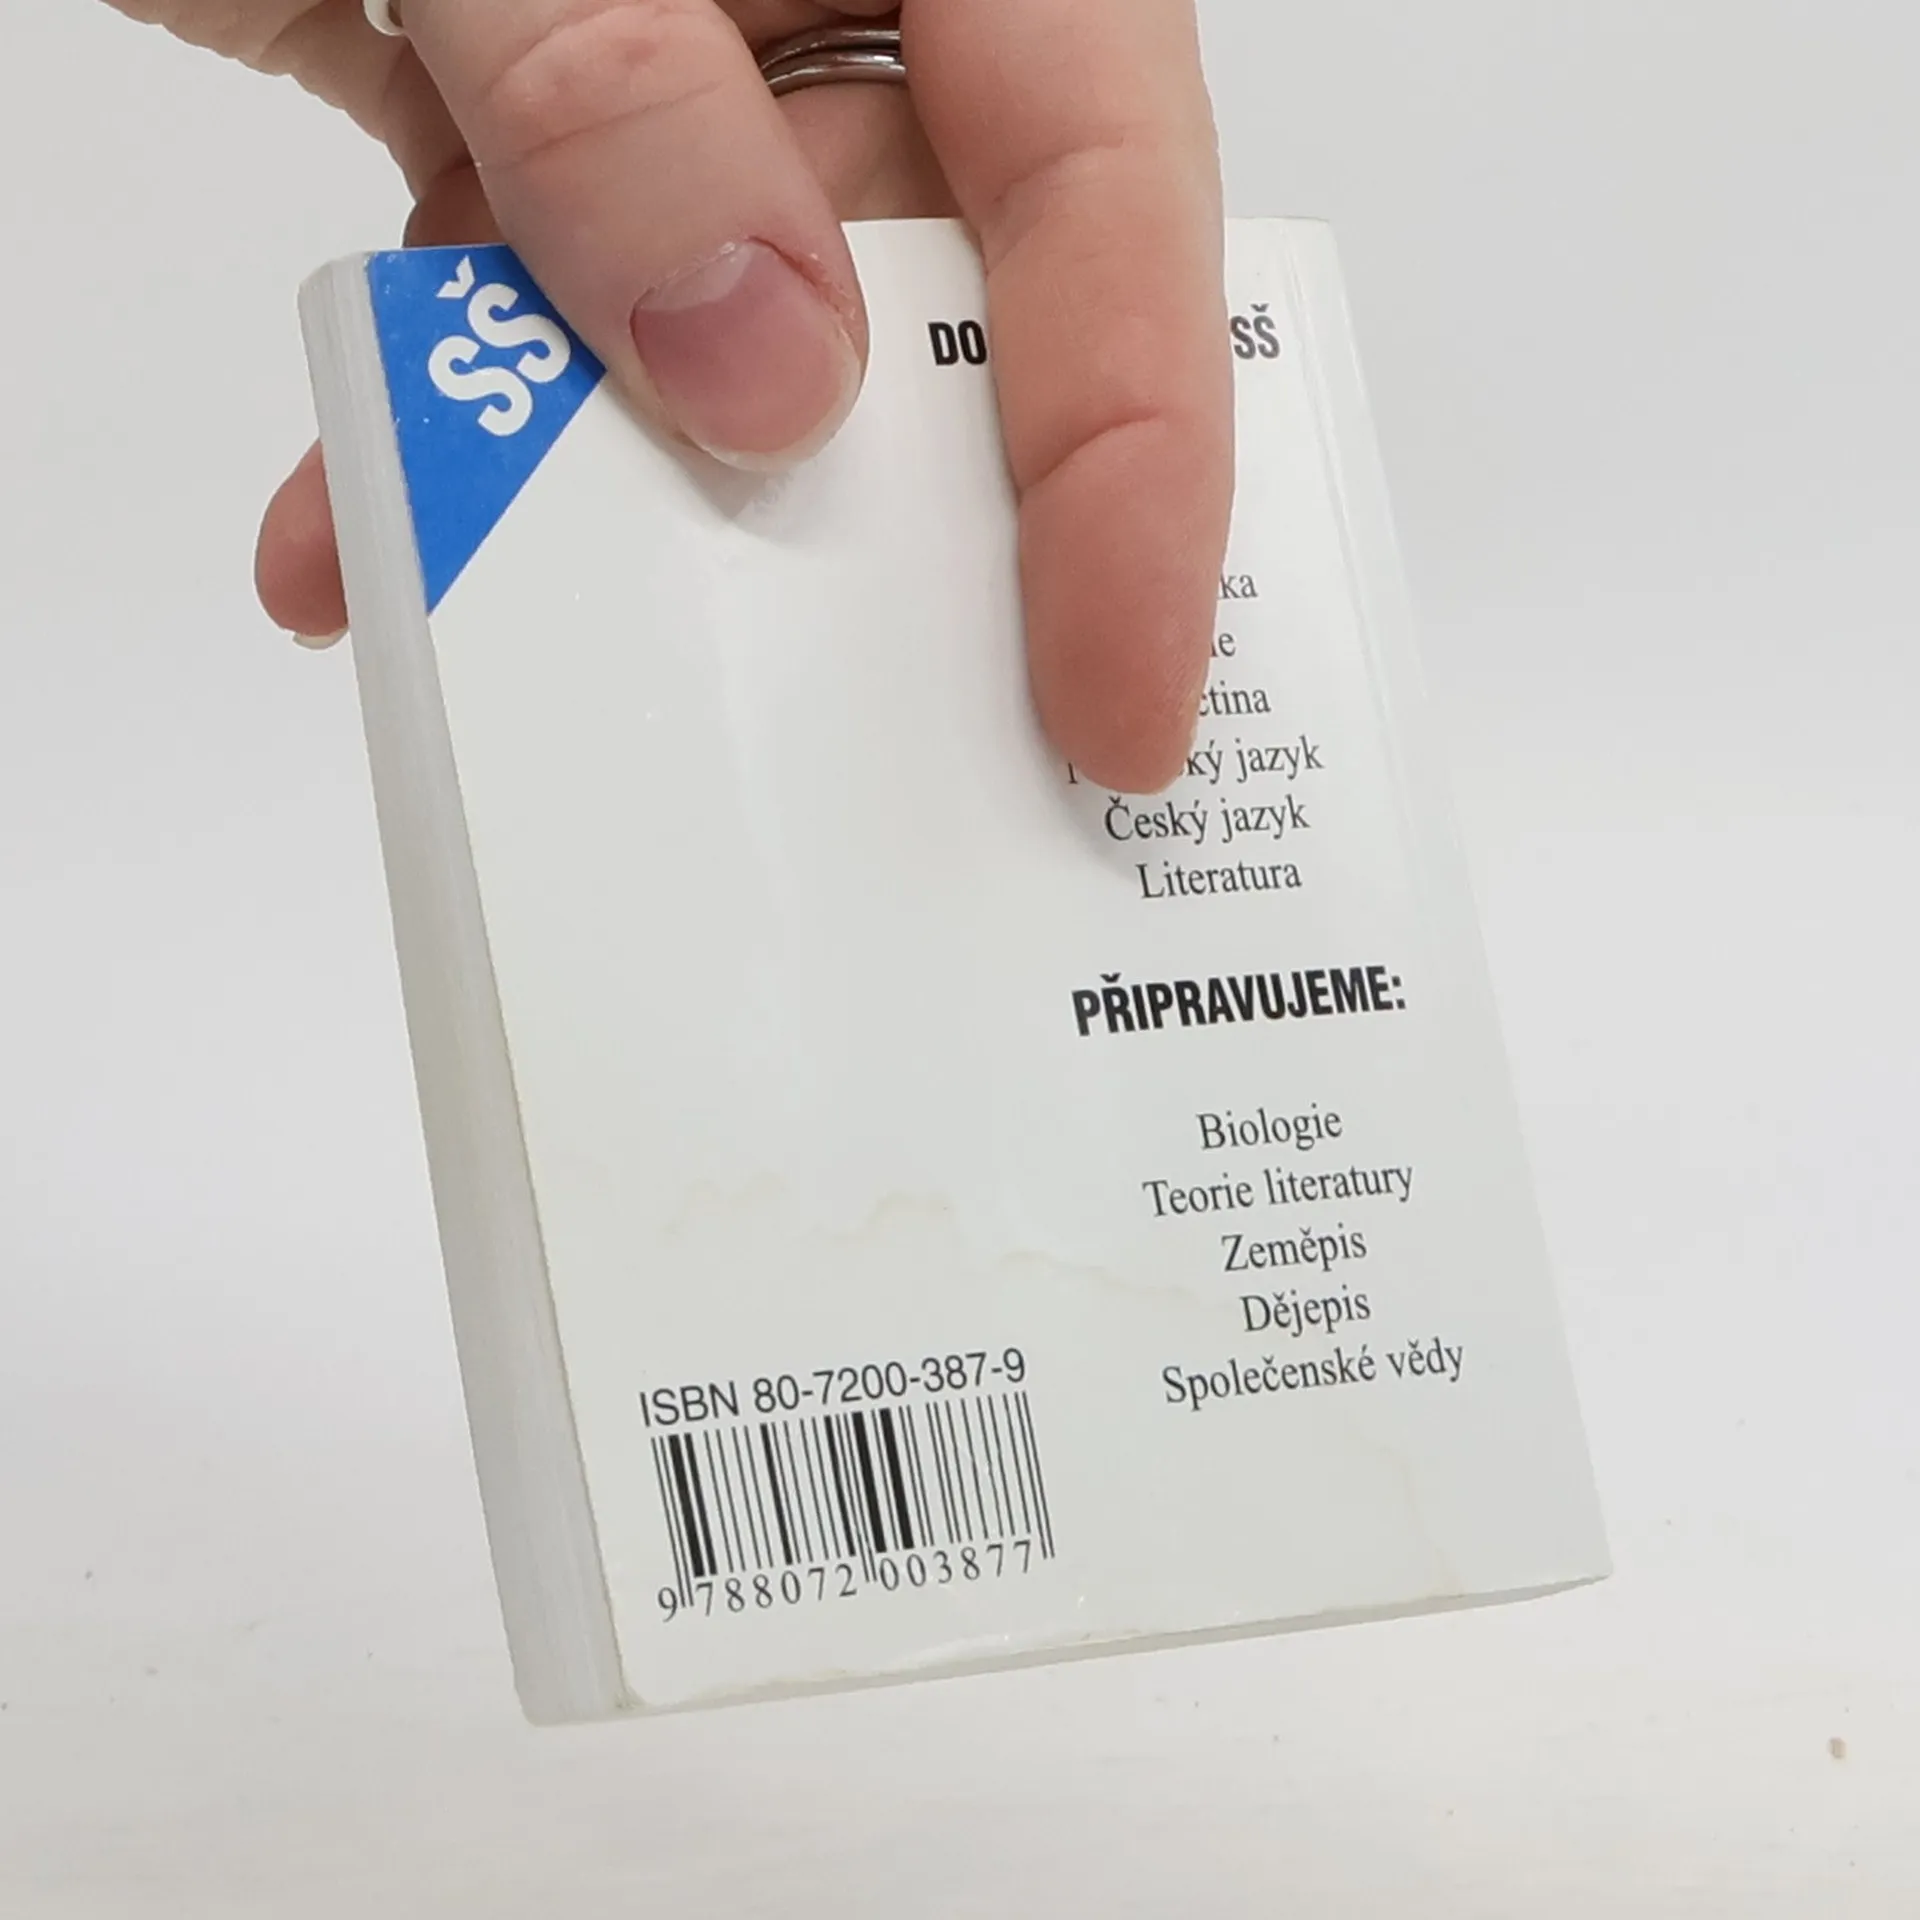 SŠ
SŠ
Český jazyk
Literatura
PŘIPRAVUJEME:
Biologie
Teorie literatury
Zeměpis
Dějepis
Společenské vědy
ISBN 80-7200-387-9
9 788072 003877